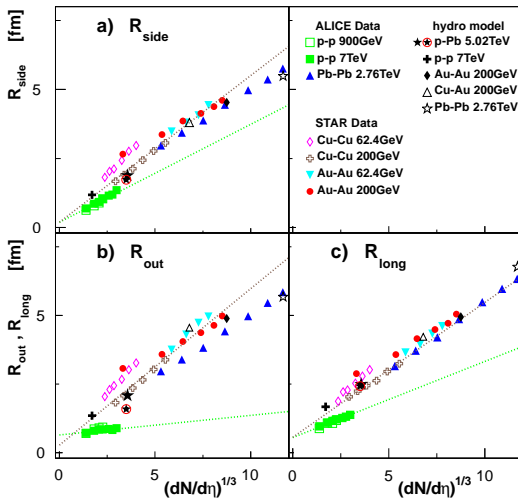 [fm]
R_side
5
0
a) R_side
ALICE Data
p-p 900GeV
p-p 7TeV
Pb-Pb 2.76TeV
hydro model
p-Pb 5.02TeV
p-p 7TeV
Au-Au 200GeV
Cu-Au 200GeV
Pb-Pb 2.76TeV
STAR Data
Cu-Cu 62.4GeV
Cu-Cu 200GeV
Au-Au 62.4GeV
Au-Au 200GeV
[fm]
R_out , R_long
5
0
b) R_out
c) R_long
0 5 10
0 5 10
(dN/dη)^1/3
(dN/dη)^1/3